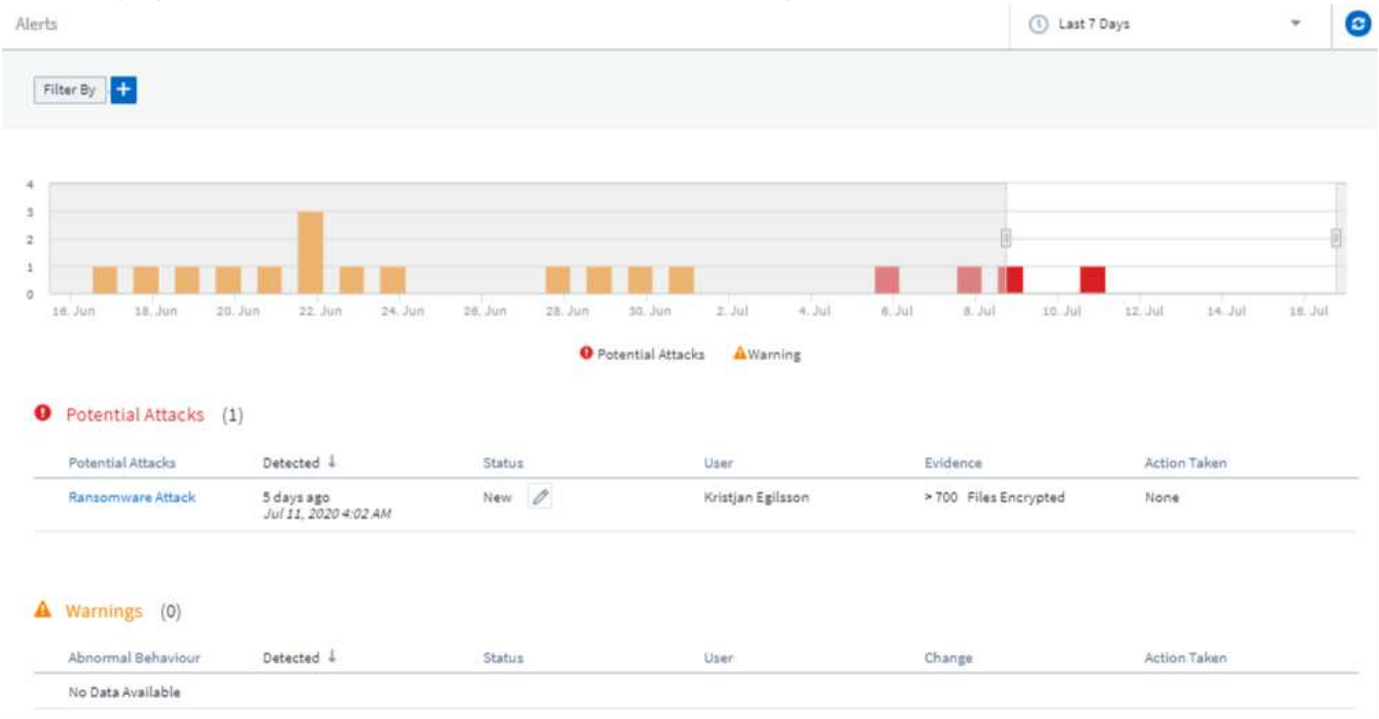 Alerts
Last 7 Days
Filter By +
4
3
2
1
0
16. Jun 18. Jun 20. Jun 22. Jun 24. Jun 26. Jun 28. Jun 30. Jun 2. Jul 4. Jul 6. Jul 8. Jul 10. Jul 12. Jul 14. Jul 16. Jul
Potential Attacks Warning
Potential Attacks (1)
Potential Attacks Detected ↓ Status User Evidence Action Taken
Ransomware Attack 5 days ago New Kristjan Egilsson > 700 Files Encrypted None
Jul 11, 2020 4:02 AM
Warnings (0)
Abnormal Behaviour Detected ↓ Status User Change Action Taken
No Data Available